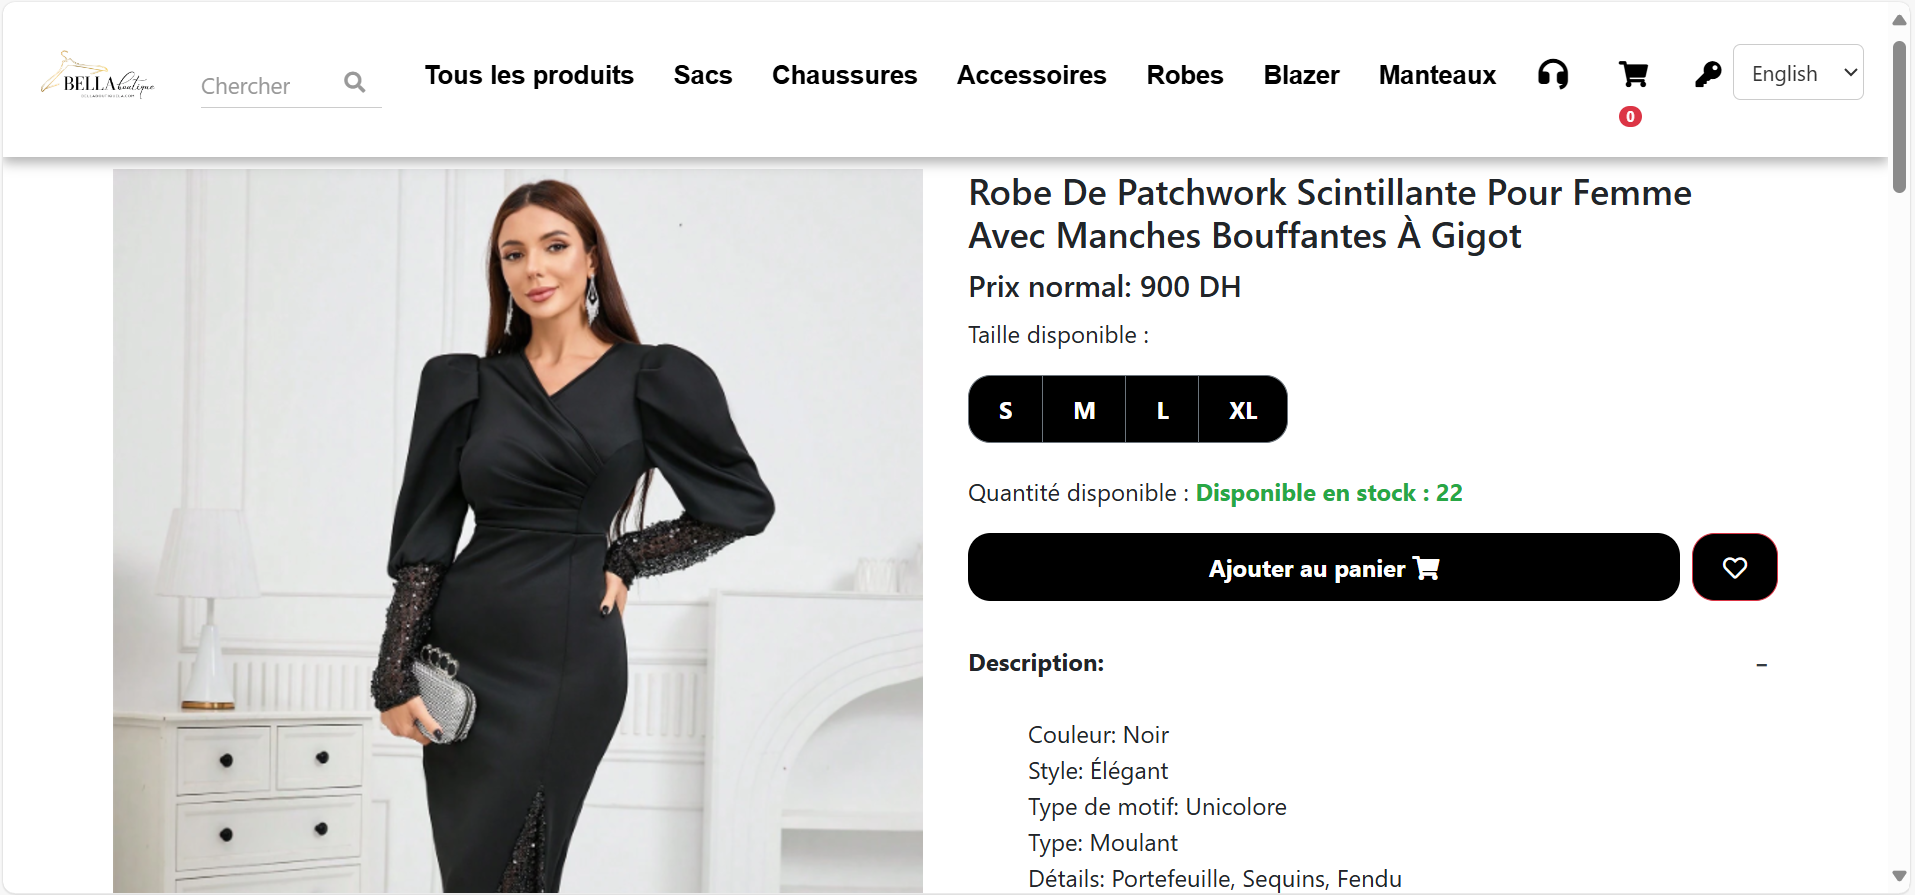 BELLA boutique
Chercher
Tous les produits
Sacs
Chaussures
Accessoires
Robes
Blazer
Manteaux
English
0
Robe De Patchwork Scintillante Pour Femme
Avec Manches Bouffantes À Gigot
Prix normal: 900 DH
Taille disponible :
S M L XL
Quantité disponible : Disponible en stock : 22
Ajouter au panier
Description: −
Couleur: Noir
Style: Élégant
Type de motif: Unicolore
Type: Moulant
Détails: Portefeuille, Sequins, Fendu